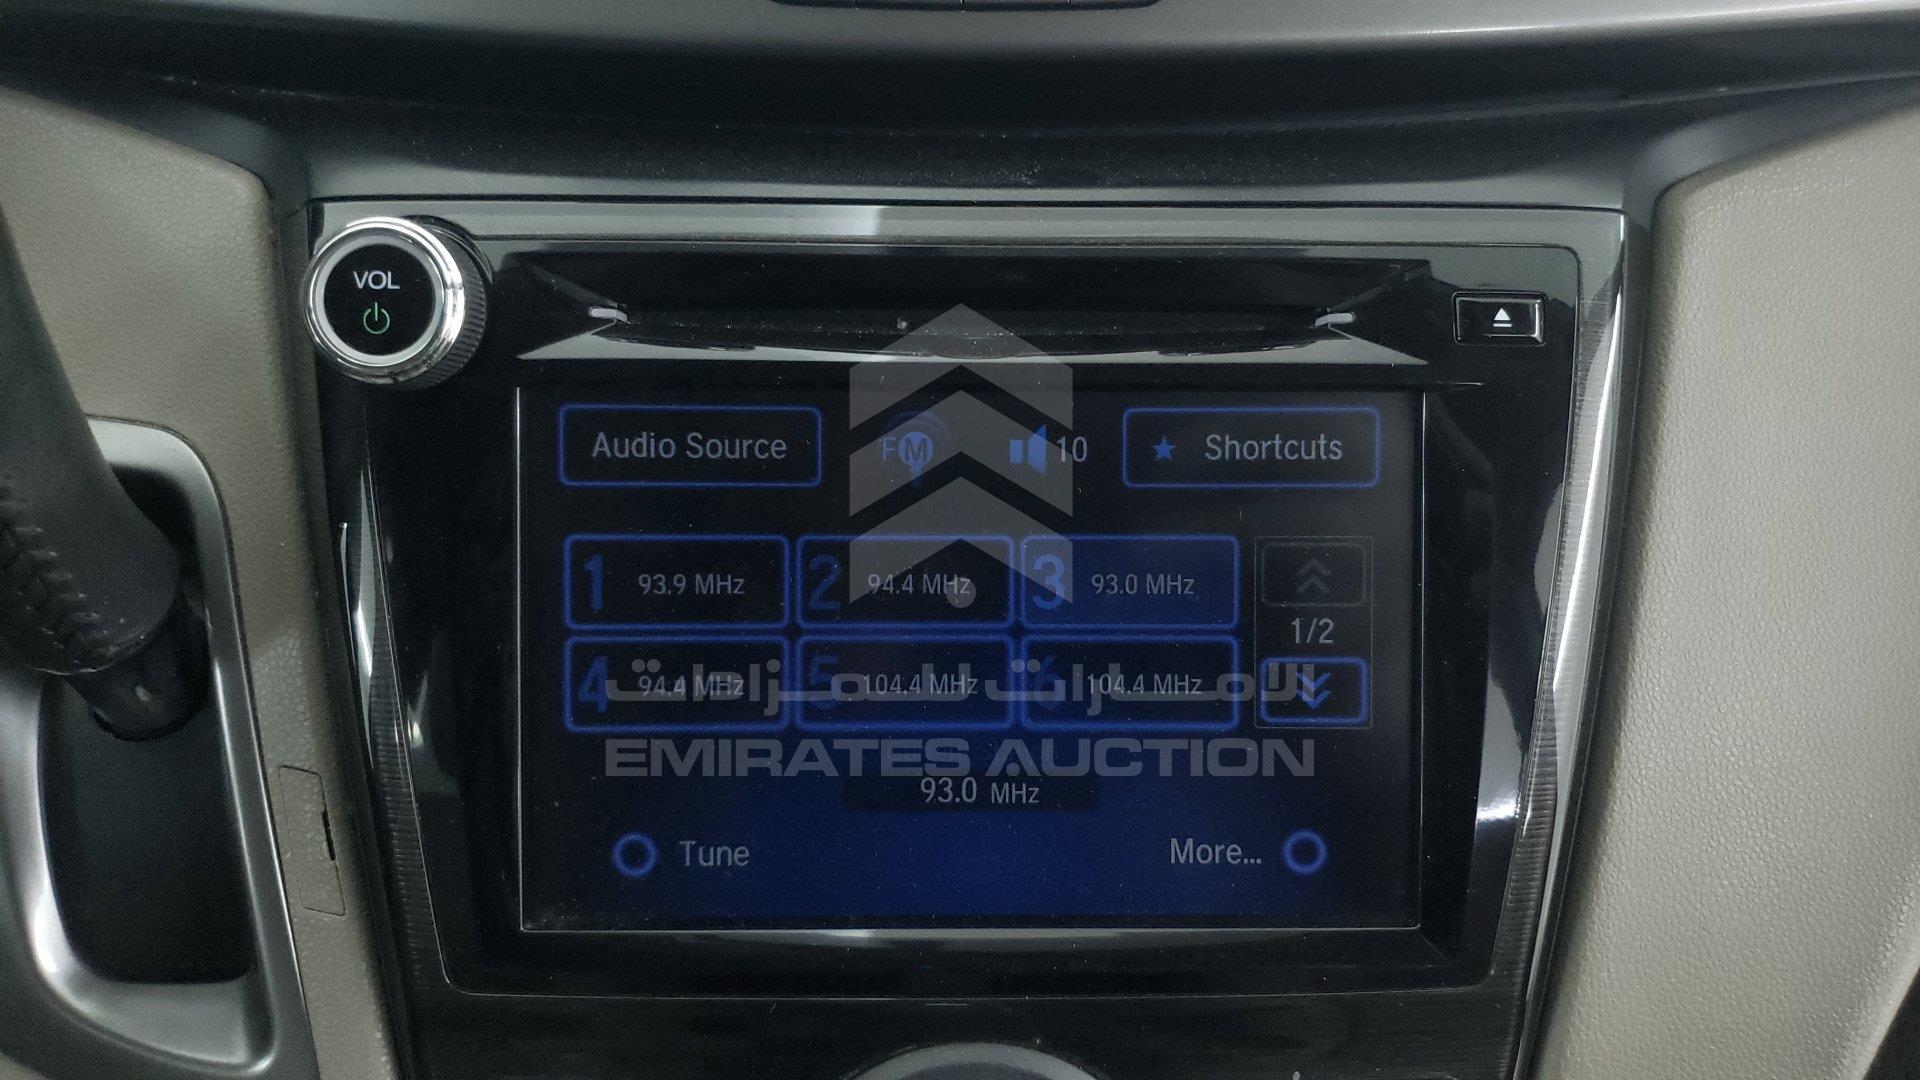 VOL
Audio Source FM 10 Shortcuts
1 93.9 MHz 2 94.4 MHz 3 93.0 MHz
1/2
4 94.4 MHz 5 104.4 MHz 6 104.4 MHz
الإمارات للمزادات
EMIRATES AUCTION
93.0 MHz
Tune More...